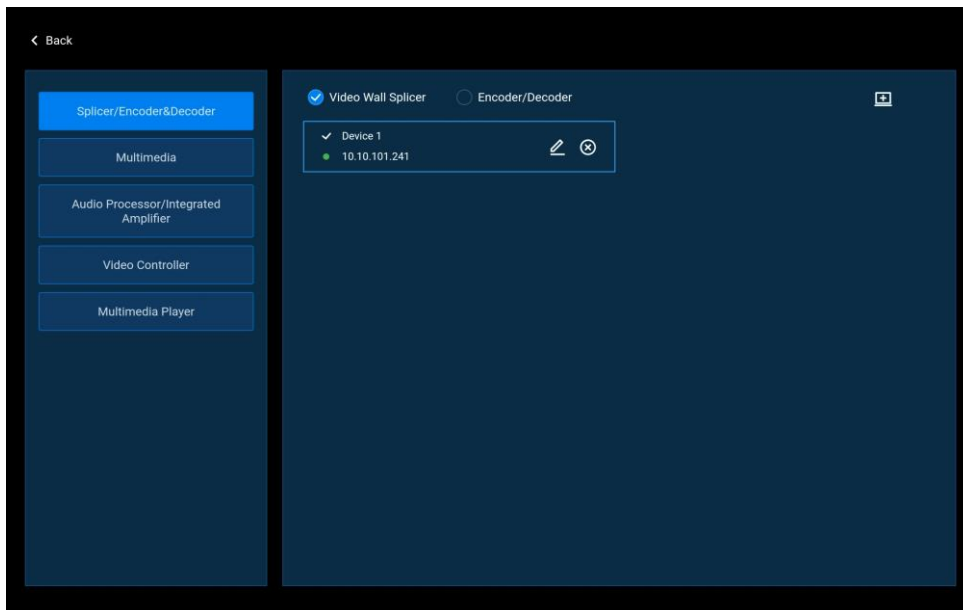 Back
Splicer/Encoder&Decoder
Multimedia
Audio Processor/Integrated
Amplifier
Video Controller
Multimedia Player
Video Wall Splicer
Encoder/Decoder
Device 1
10.10.101.241